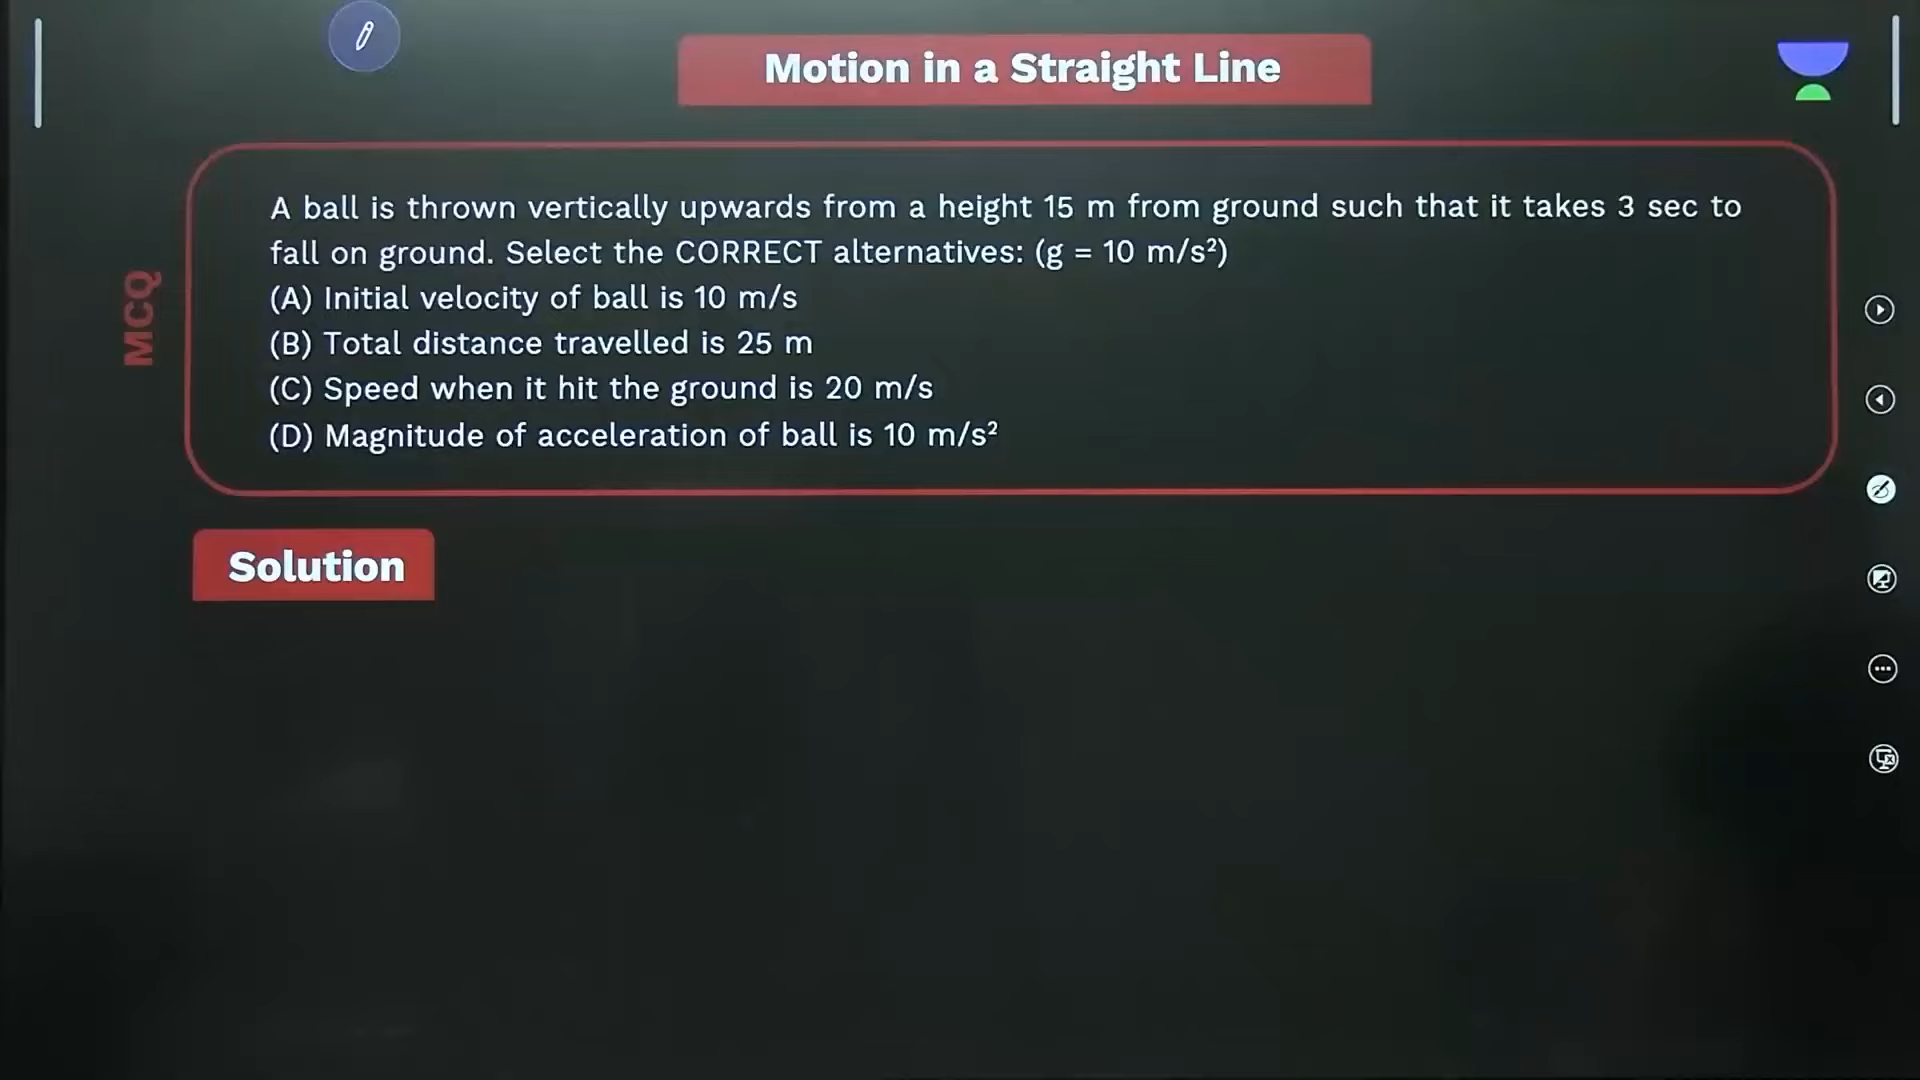 Motion in a Straight Line
A ball is thrown vertically upwards from a height 15 m from ground such that it takes 3 sec to
fall on ground. Select the CORRECT alternatives: (g = 10 m/s²)
(A) Initial velocity of ball is 10 m/s
(B) Total distance travelled is 25 m
(C) Speed when it hit the ground is 20 m/s
(D) Magnitude of acceleration of ball is 10 m/s²
MCQ
Solution